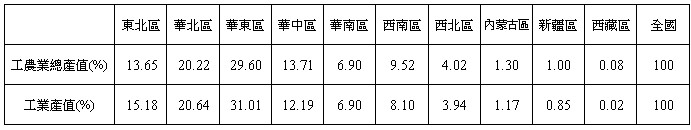 東北區 華北區 華東區 華中區 華南區 西南區 西北區 內蒙古區 新疆區 西藏區 全國
工農業總產值(%) 13.65 20.22 29.60 13.71 6.90 9.52 4.02 1.30 1.00 0.08 100
工業產值(%) 15.18 20.64 31.01 12.19 6.90 8.10 3.94 1.17 0.85 0.02 100